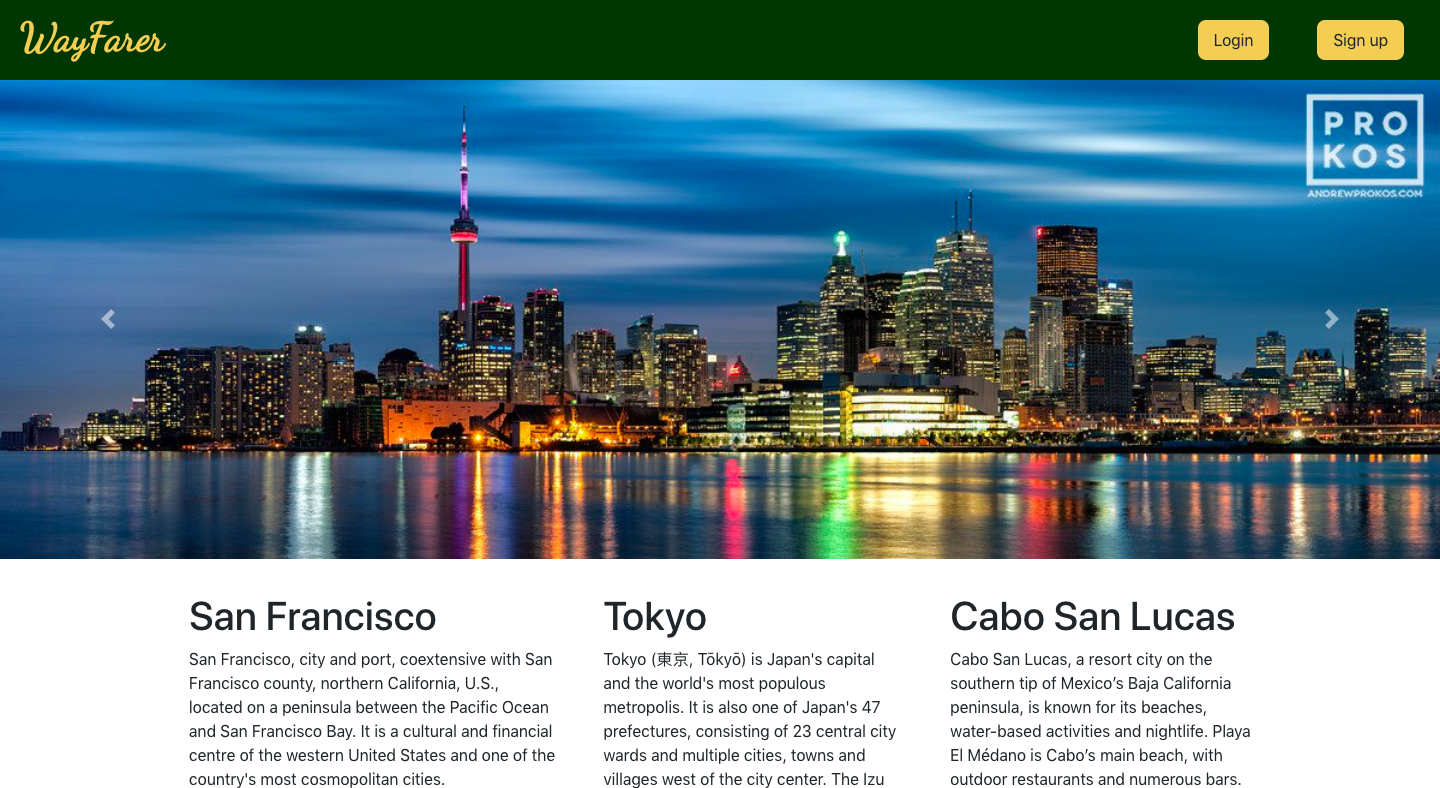 WayFarer
Login
Sign up
PRO
KOS
ANDREWPROKOS.COM
San Francisco
San Francisco, city and port, coextensive with San
Francisco county, northern California, U.S.,
located on a peninsula between the Pacific Ocean
and San Francisco Bay. It is a cultural and financial
centre of the western United States and one of the
country's most cosmopolitan cities.
Tokyo
Tokyo (東京, Tōkyō) is Japan's capital
and the world's most populous
metropolis. It is also one of Japan's 47
prefectures, consisting of 23 central city
wards and multiple cities, towns and
villages west of the city center. The Izu
Cabo San Lucas
Cabo San Lucas, a resort city on the
southern tip of Mexico’s Baja California
peninsula, is known for its beaches,
water-based activities and nightlife. Playa
El Médano is Cabo’s main beach, with
outdoor restaurants and numerous bars.